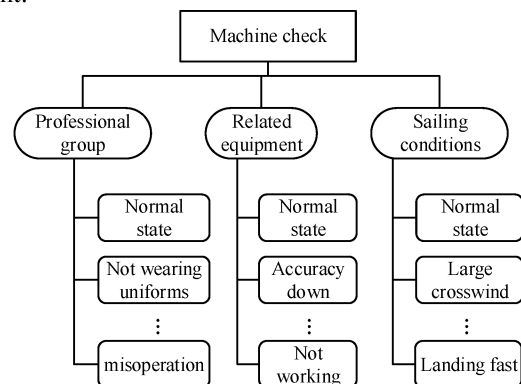 Machine check
Professional
group
Related
equipment
Sailing
conditions
Normal
state
Normal
state
Normal
state
Not wearing
uniforms
Accuracy
down
Large
crosswind
misoperation
Not
working
Landing fast